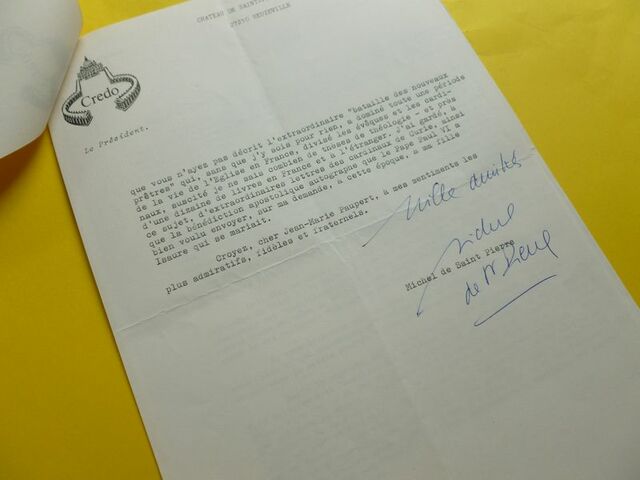 CHATEAU DE SAINT
27210 BEUZEVILLE
Credo
Le Président.
que vous n'ayez pas décrit l'extraordinaire "bataille des nouveaux
prêtres" qui, sans que j'y sois pour rien, a dominé toute une période
de la vie de l'Eglise en France, divisé les évêques et les cardi-
naux, suscité je ne sais combien de thèses de théologie - et près
d'une dizaine de livres en France et à l'étranger. J'ai gardé, à
ce sujet, d'extraordinaires lettres des cardinaux de Curie, ainsi
que la bénédiction apostolique autographe que le Pape Paul VI a
bien voulu envoyer, sur ma demande, à cette époque, à ma fille
Isaure qui se mariait.
Croyez, cher Jean-Marie Paupert, à mes sentiments les
plus admiratifs, fidèles et fraternels.
Mille amitiés
Michel
Michel de Saint Pierre
de St Pierre